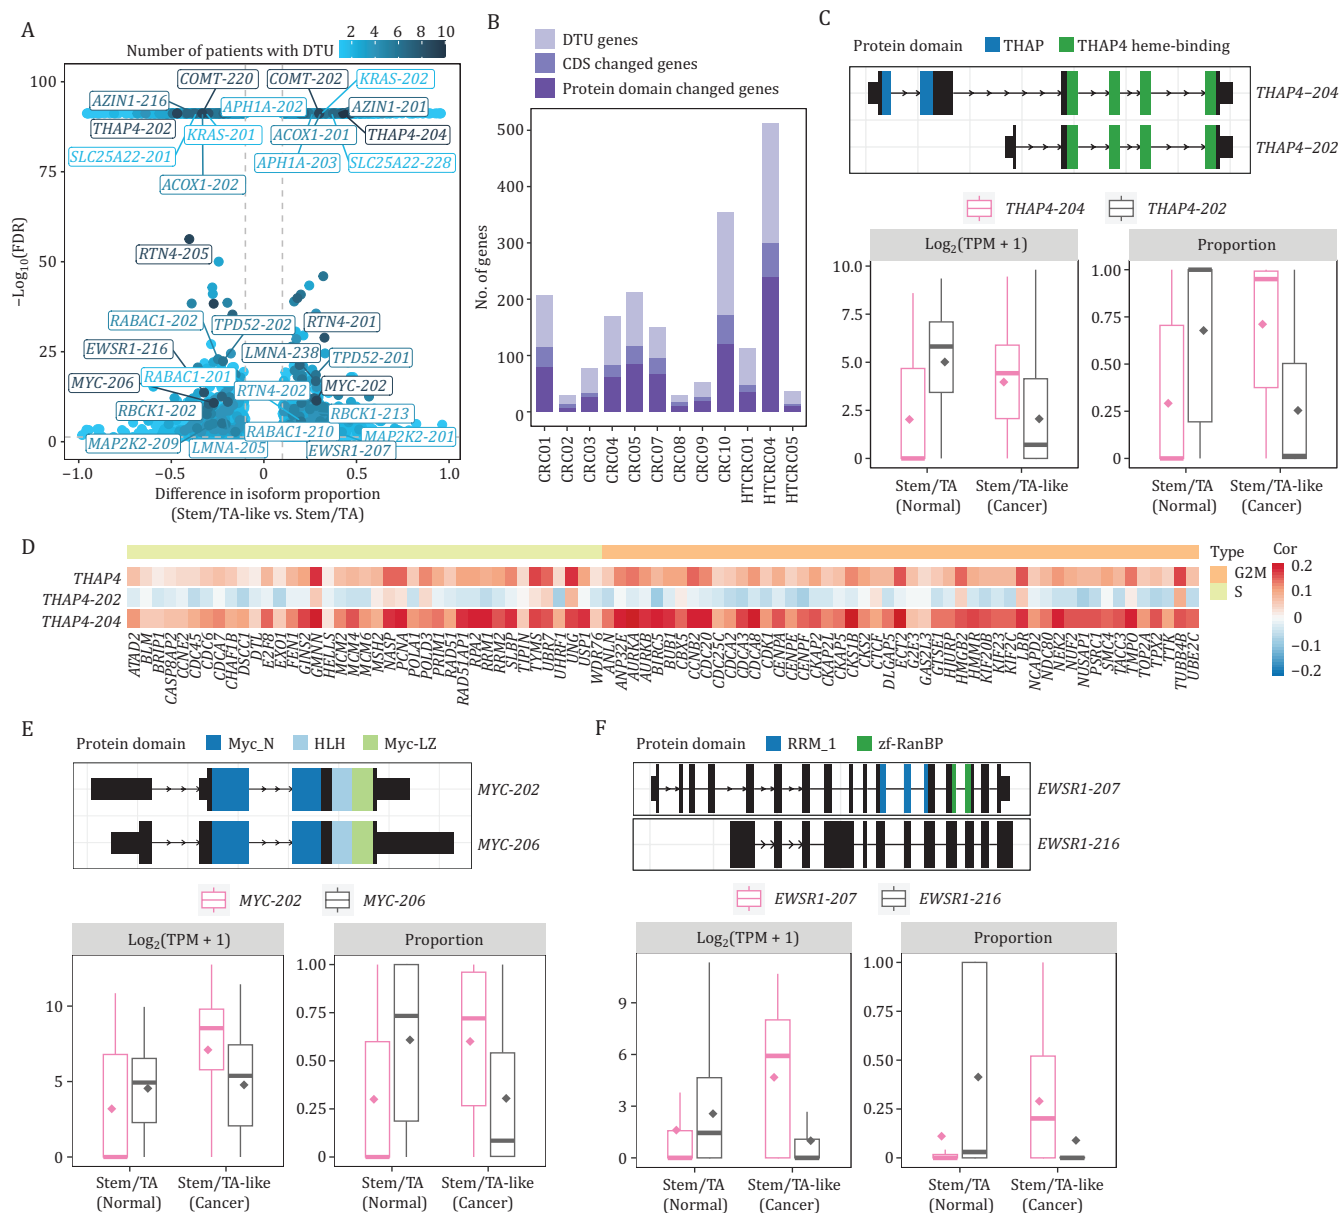 A
Number of patients with DTU
2 4 6 8 10
−Log10(FDR)
100
75
50
25
0
COMT-220
COMT-202
KRAS-202
AZIN1-216
APH1A-202
AZIN1-201
THAP4-202
KRAS-201
ACOX1-201
THAP4-204
SLC25A22-201
APH1A-203
SLC25A22-228
ACOX1-202
RTN4-205
RABAC1-202
TPD52-202
RTN4-201
EWSR1-216
LMNA-238
TPD52-201
MYC-206
RABAC1-201
RTN4-202
MYC-202
RBCK1-202
RBCK1-213
MAP2K2-209
LMNA-205
RABAC1-210
MAP2K2-201
EWSR1-207
−1.0 −0.5 0 0.5 1.0
Difference in isoform proportion
(Stem/TA-like vs. Stem/TA)
B
DTU genes
CDS changed genes
Protein domain changed genes
No. of genes
500
400
300
200
100
0
CRC01
CRC02
CRC03
CRC04
CRC05
CRC07
CRC08
CRC09
CRC10
HTCRC01
HTCRC04
HTCRC05
C
Protein domain THAP THAP4 heme-binding
THAP4−204
THAP4−202
THAP4-204 THAP4-202
Log2(TPM + 1) Proportion
10.0
7.5
5.0
2.5
0
1.00
0.75
0.50
0.25
0
Stem/TA Stem/TA-like Stem/TA Stem/TA-like
(Normal) (Cancer) (Normal) (Cancer)
D
THAP4
THAP4-202
THAP4-204
Type
G2M
S
Cor
0.2
0.1
0
−0.1
−0.2
ATAD2
BLM
BRIP1
CASP8AP2
CCNE2
CDC45
CDC6
CDCA7
CHAF1B
DSCC1
DTL
E2F8
EXO1
FEN1
GINS2
GMNN
HELLS
MCM2
MCM4
MCM6
MSH2
NASP
PCNA
POLA1
POLD3
PRIM1
RAD51
RAD51AP1
RPA2
RRM1
RRM2
SLBP
TIPIN
TYMS
UBR7
UHRF1
UNG
USP1
WDR76
ANLN
ANP32E
AURKA
AURKB
BIRC5
BUB1
CBX5
CCNB2
CDC20
CDC25C
CDCA2
CDCA3
CDCA8
CDK1
CENPA
CENPE
CENPF
CKAP2
CKAP2L
CKAP5
CKS1B
CKS2
CTCF
DLGAP5
ECT2
G2E3
GAS2L3
GTSE1
HJURP
HMGB2
HMMR
KIF20B
KIF23
KIF2C
LBR
NCAPD2
NDC80
NEK2
NUF2
NUSAP1
PSRC1
SMC4
TACC3
TMPO
TOP2A
TPX2
TTK
TUBB4B
UBE2C
E
Protein domain Myc_N HLH Myc-LZ
MYC-202
MYC-206
MYC-202 MYC-206
Log2(TPM + 1) Proportion
10
5
0
1.00
0.75
0.50
0.25
0
Stem/TA Stem/TA-like Stem/TA Stem/TA-like
(Normal) (Cancer) (Normal) (Cancer)
F
Protein domain RRM_1 zf-RanBP
EWSR1-207
EWSR1-216
EWSR1-207 EWSR1-216
Log2(TPM + 1) Proportion
9
6
3
0
1.00
0.75
0.50
0.25
0
Stem/TA Stem/TA-like Stem/TA Stem/TA-like
(Normal) (Cancer) (Normal) (Cancer)